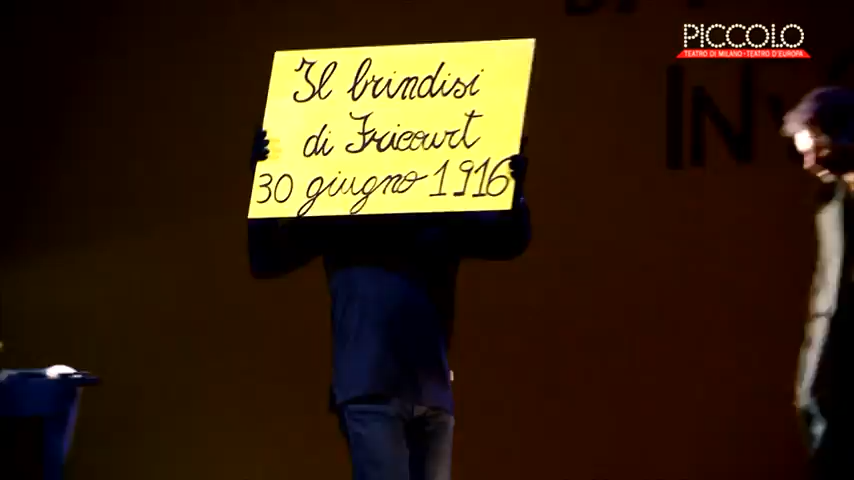 PICCOLO
TEATRO DI MILANO · TEATRO D'EUROPA
Il brindisi
di Fricourt
30 giugno 1916